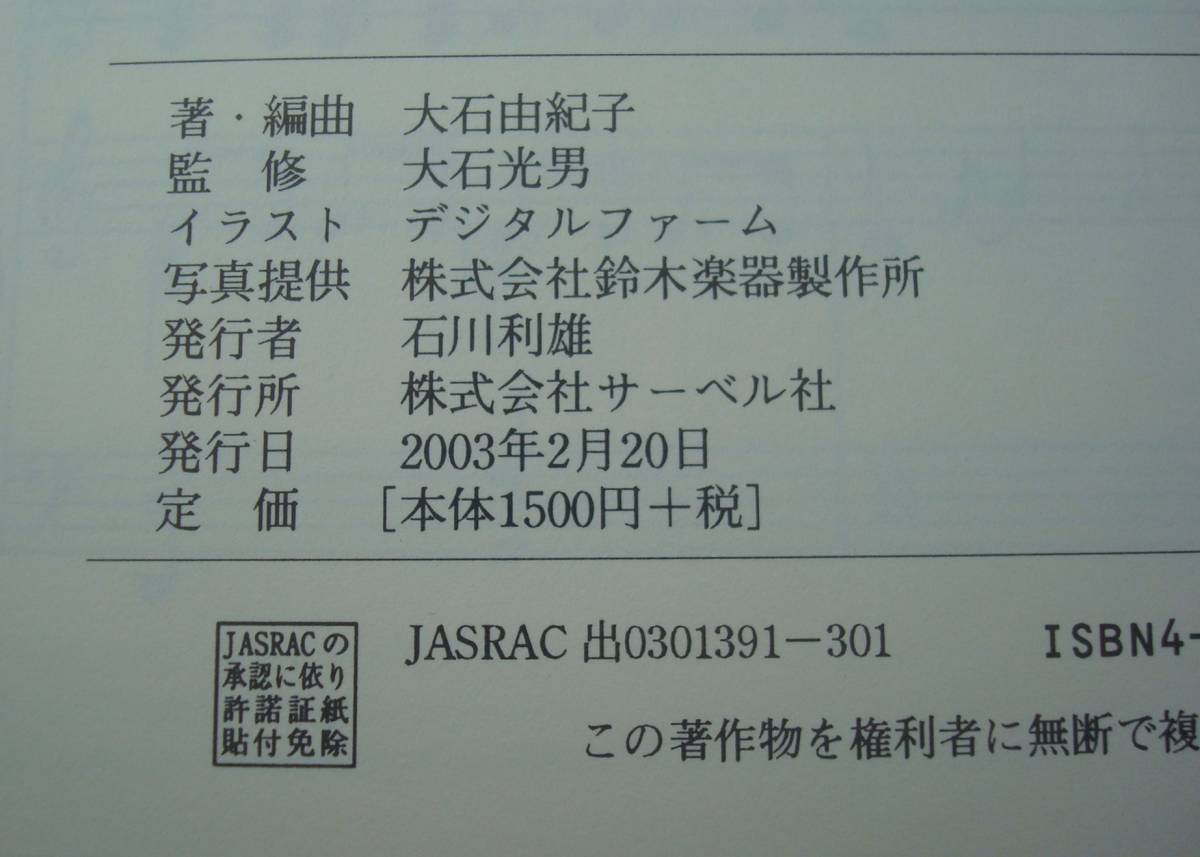 著・編曲 大石由紀子
監 修 大石光男
イラスト デジタルファーム
写真提供 株式会社鈴木楽器製作所
発行者 石川利雄
発行所 株式会社サーベル社
発行日 2003年2月20日
定 価 [本体1500円+税]
JASRACの
承認に依り
許諾証紙
貼付免除
JASRAC 出0301391-301
ISBN4-
この著作物を権利者に無断で複